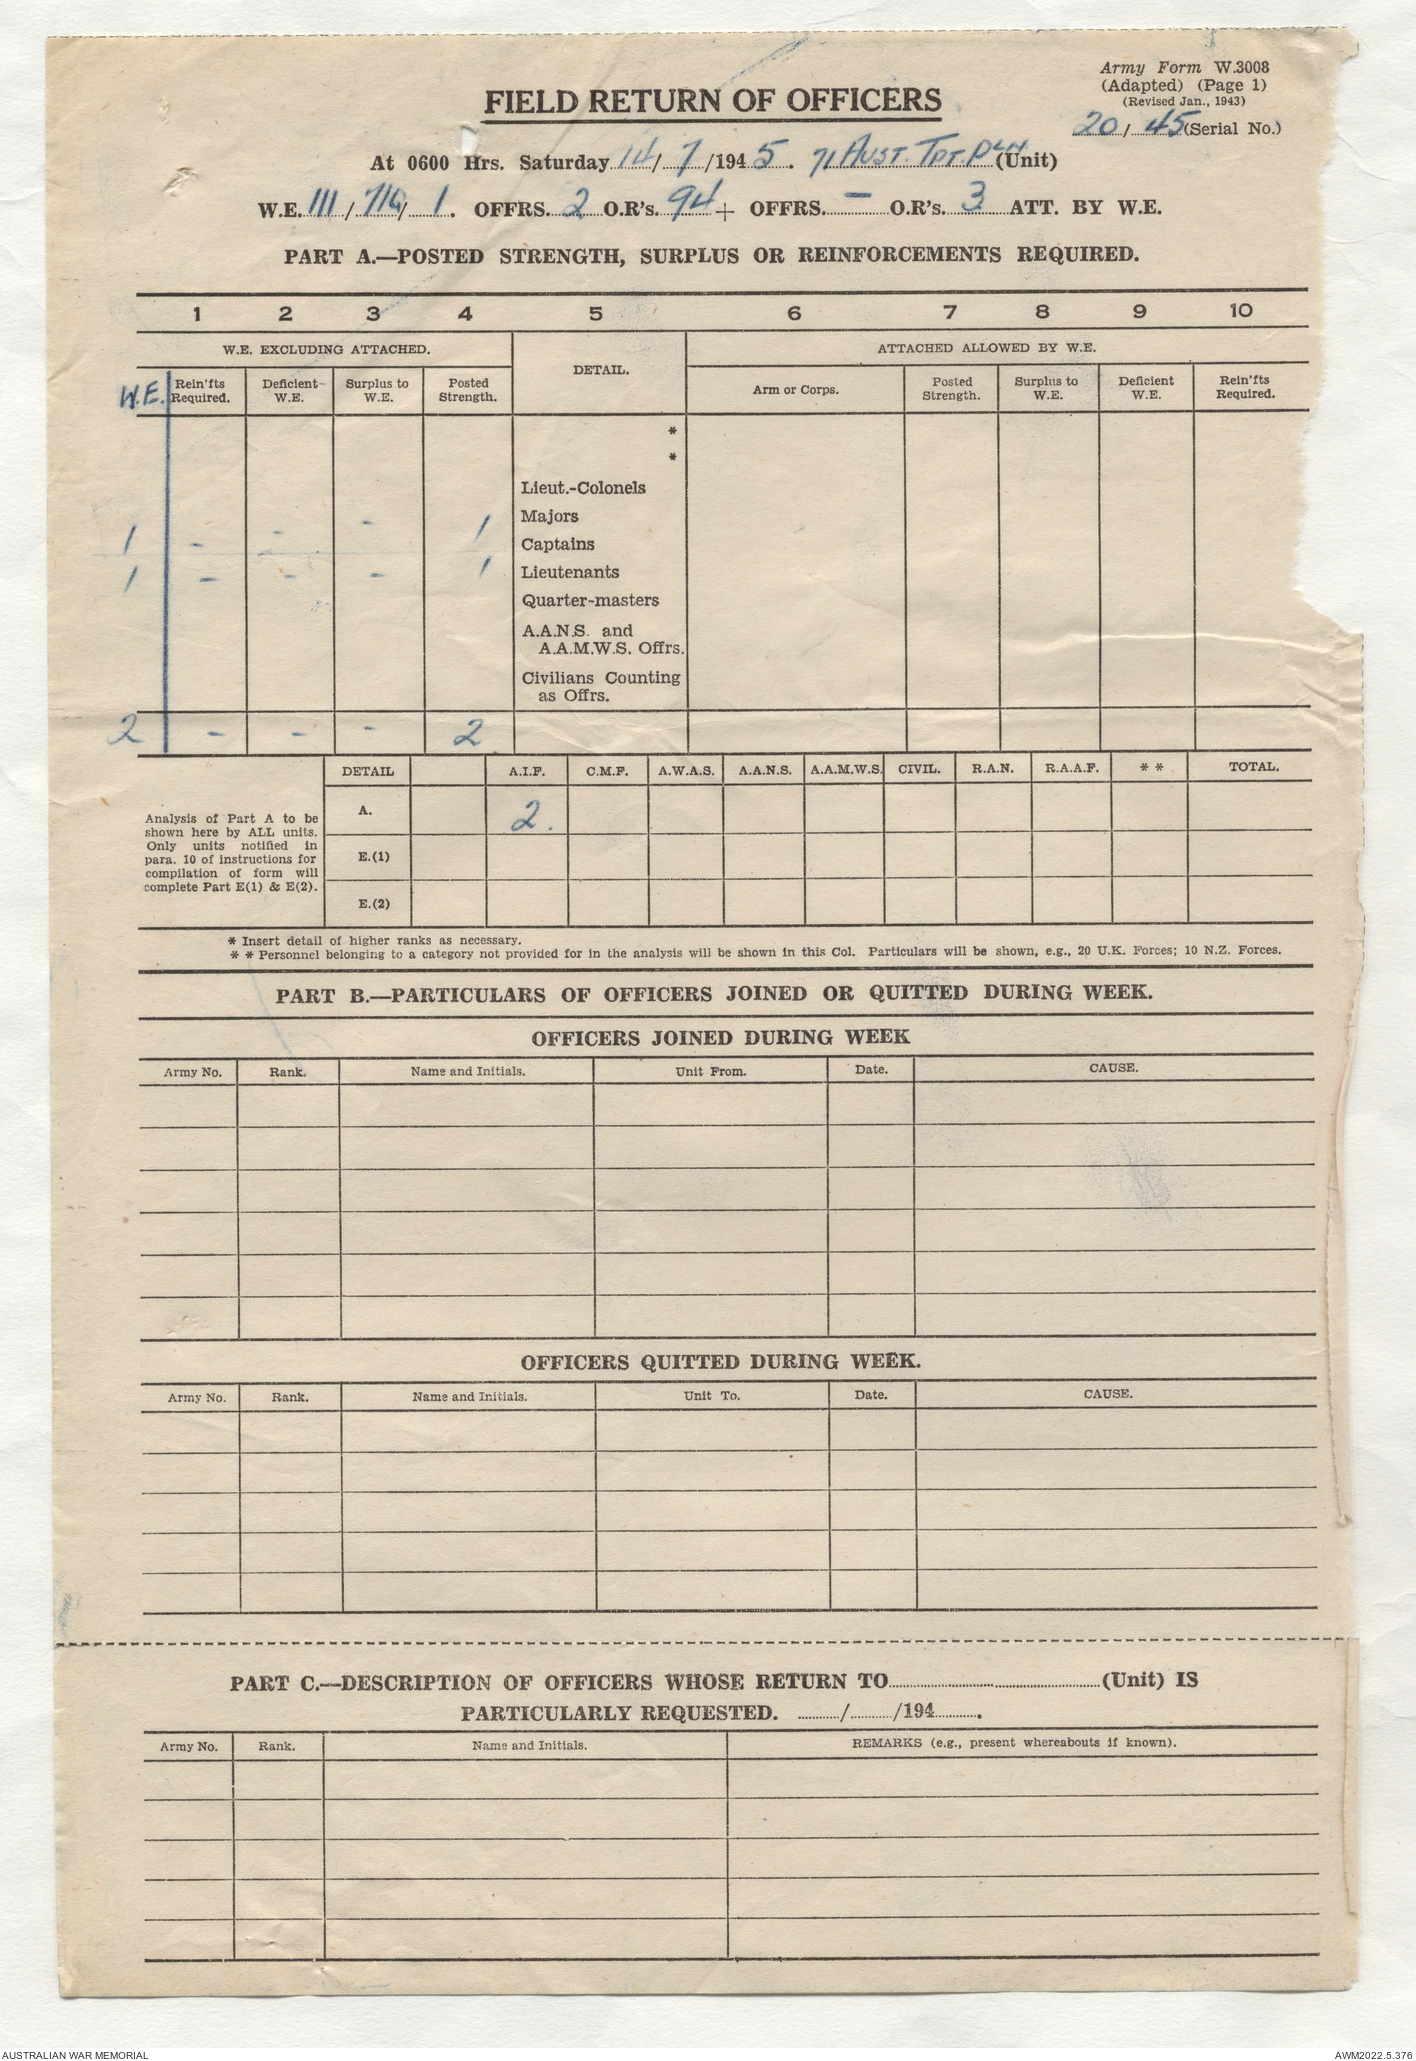 Army Form W.3008
(Adapted) (Page 1)
(Revised Jan., 1943)
FIELD RETURN OF OFFICERS
20/45 (Serial No.)
At 0600 Hrs. Saturday 14/7/1945. 71 AUST. TPT. PLN (Unit)
W.E. III/71G/1. OFFRS. 2 O.R's. 94 + OFFRS. – O.R's. 3 ATT. BY W.E.
PART A.—POSTED STRENGTH, SURPLUS OR REINFORCEMENTS REQUIRED.
1 2 3 4 5 6 7 8 9 10
W.E. EXCLUDING ATTACHED. DETAIL. ATTACHED ALLOWED BY W.E.
W.E. Rein'fts Required. Deficient W.E. Surplus to W.E. Posted Strength. Arm or Corps. Posted Strength. Surplus to W.E. Deficient W.E. Rein'fts Required.
*
*
Lieut.-Colonels
Majors
1 - - - 1 Captains
1 - - - 1 Lieutenants
Quarter-masters
A.A.N.S. and
A.A.M.W.S. Offrs.
Civilians Counting
as Offrs.
2 - - - 2
DETAIL A.I.F. C.M.F. A.W.A.S. A.A.N.S. A.A.M.W.S. CIVIL. R.A.N. R.A.A.F. * * TOTAL.
Analysis of Part A to be
shown here by ALL units.
Only units notified in
para. 10 of instructions for
compilation of form will
complete Part E(1) & E(2).
A. 2.
E.(1)
E.(2)
* Insert detail of higher ranks as necessary.
* * Personnel belonging to a category not provided for in the analysis will be shown in this Col. Particulars will be shown, e.g., 20 U.K. Forces; 10 N.Z. Forces.
PART B.—PARTICULARS OF OFFICERS JOINED OR QUITTED DURING WEEK.
OFFICERS JOINED DURING WEEK
Army No. Rank. Name and Initials. Unit From. Date. CAUSE.
OFFICERS QUITTED DURING WEEK.
Army No. Rank. Name and Initials. Unit To. Date. CAUSE.
PART C.—DESCRIPTION OF OFFICERS WHOSE RETURN TO.......(Unit) IS
PARTICULARLY REQUESTED. ......./......./194.......
Army No. Rank. Name and Initials. REMARKS (e.g., present whereabouts if known).
AUSTRALIAN WAR MEMORIAL AWM2022.5.376